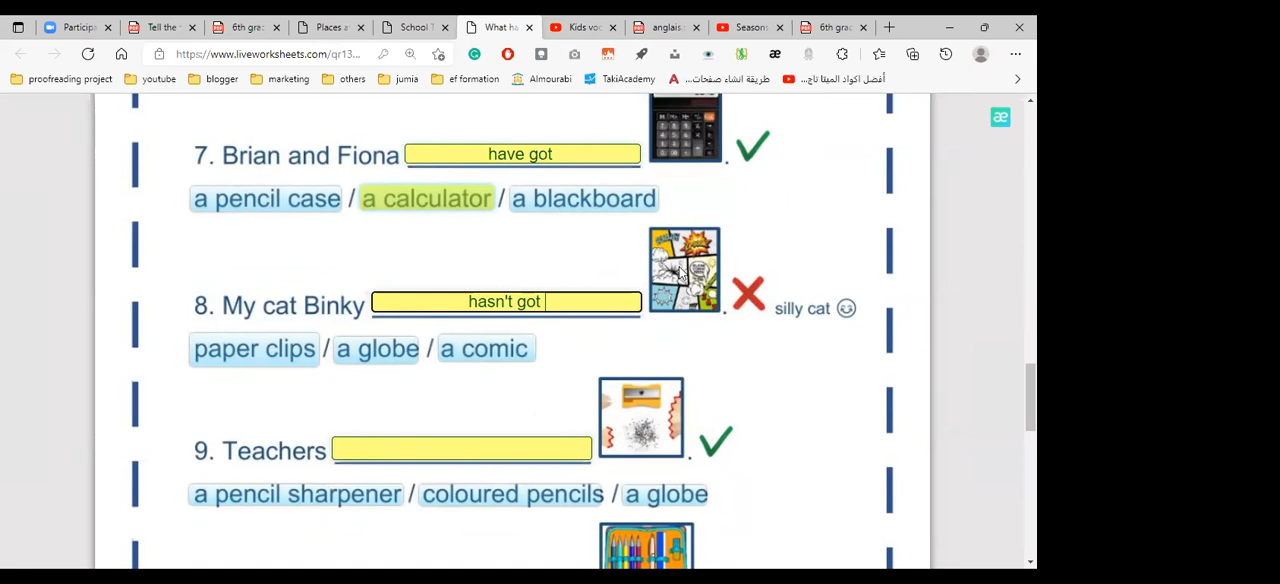 Participa
Tell the
6th gra
Places a
School T
What ha
Kids voc
anglais.
Seasons
6th grad
https://www.liveworksheets.com/qr13...
proofreading project
youtube
blogger
marketing
others
jumia
ef formation
Almourabi
TakiAcademy
طريقة انشاء صفحات...
أفضل اكواد الميتا تاج...
7. Brian and Fiona have got .
a pencil case / a calculator / a blackboard
8. My cat Binky hasn't got . silly cat
paper clips / a globe / a comic
9. Teachers .
a pencil sharpener / coloured pencils / a globe